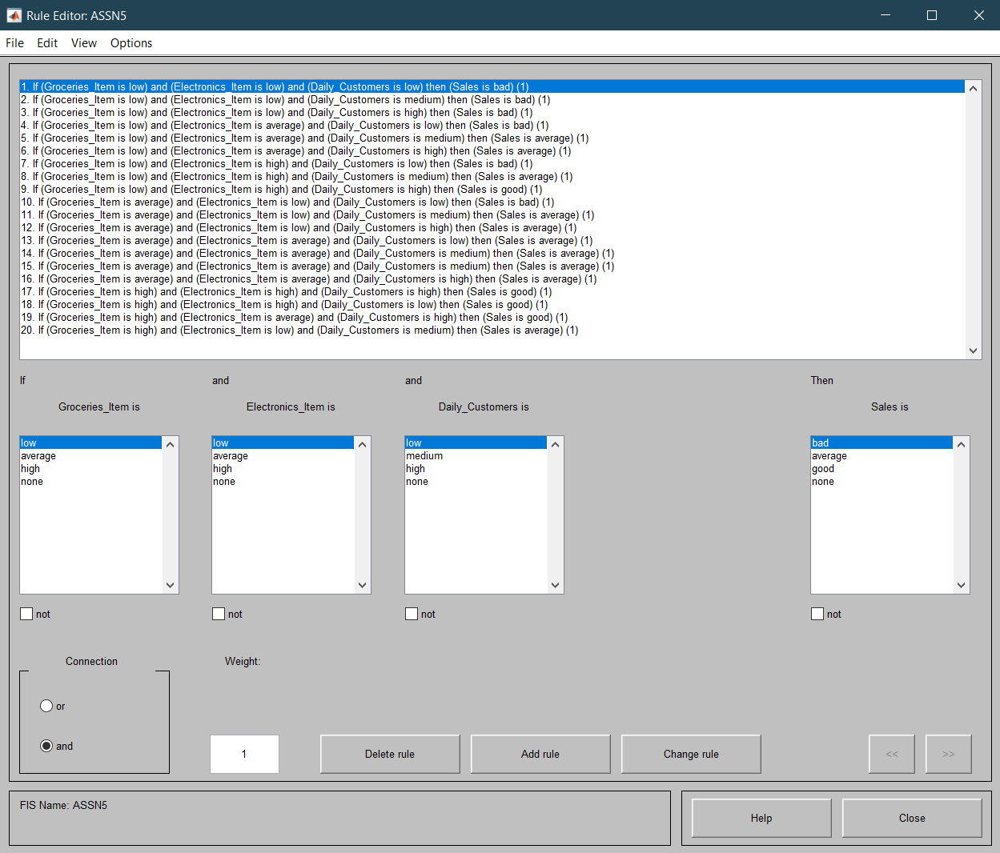 Rule Editor: ASSN5
File Edit View Options
1. If (Groceries_Item is low) and (Electronics_Item is low) and (Daily_Customers is low) then (Sales is bad) (1)
2. If (Groceries_Item is low) and (Electronics_Item is low) and (Daily_Customers is medium) then (Sales is bad) (1)
3. If (Groceries_Item is low) and (Electronics_Item is low) and (Daily_Customers is high) then (Sales is bad) (1)
4. If (Groceries_Item is low) and (Electronics_Item is average) and (Daily_Customers is low) then (Sales is bad) (1)
5. If (Groceries_Item is low) and (Electronics_Item is average) and (Daily_Customers is medium) then (Sales is average) (1)
6. If (Groceries_Item is low) and (Electronics_Item is average) and (Daily_Customers is high) then (Sales is average) (1)
7. If (Groceries_Item is low) and (Electronics_Item is high) and (Daily_Customers is low) then (Sales is bad) (1)
8. If (Groceries_Item is low) and (Electronics_Item is high) and (Daily_Customers is medium) then (Sales is average) (1)
9. If (Groceries_Item is low) and (Electronics_Item is high) and (Daily_Customers is high) then (Sales is good) (1)
10. If (Groceries_Item is average) and (Electronics_Item is low) and (Daily_Customers is low) then (Sales is bad) (1)
11. If (Groceries_Item is average) and (Electronics_Item is low) and (Daily_Customers is medium) then (Sales is average) (1)
12. If (Groceries_Item is average) and (Electronics_Item is low) and (Daily_Customers is high) then (Sales is average) (1)
13. If (Groceries_Item is average) and (Electronics_Item is average) and (Daily_Customers is low) then (Sales is average) (1)
14. If (Groceries_Item is average) and (Electronics_Item is average) and (Daily_Customers is medium) then (Sales is average) (1)
15. If (Groceries_Item is average) and (Electronics_Item is average) and (Daily_Customers is medium) then (Sales is average) (1)
16. If (Groceries_Item is average) and (Electronics_Item is average) and (Daily_Customers is high) then (Sales is average) (1)
17. If (Groceries_Item is high) and (Electronics_Item is high) and (Daily_Customers is high) then (Sales is good) (1)
18. If (Groceries_Item is high) and (Electronics_Item is high) and (Daily_Customers is low) then (Sales is good) (1)
19. If (Groceries_Item is high) and (Electronics_Item is average) and (Daily_Customers is high) then (Sales is good) (1)
20. If (Groceries_Item is high) and (Electronics_Item is low) and (Daily_Customers is medium) then (Sales is average) (1)
If and and Then
Groceries_Item is Electronics_Item is Daily_Customers is Sales is
low low low bad
average average medium average
high high high good
none none none none
not not not not
Connection Weight:
or
and
1 Delete rule Add rule Change rule << >>
FIS Name: ASSN5
Help Close